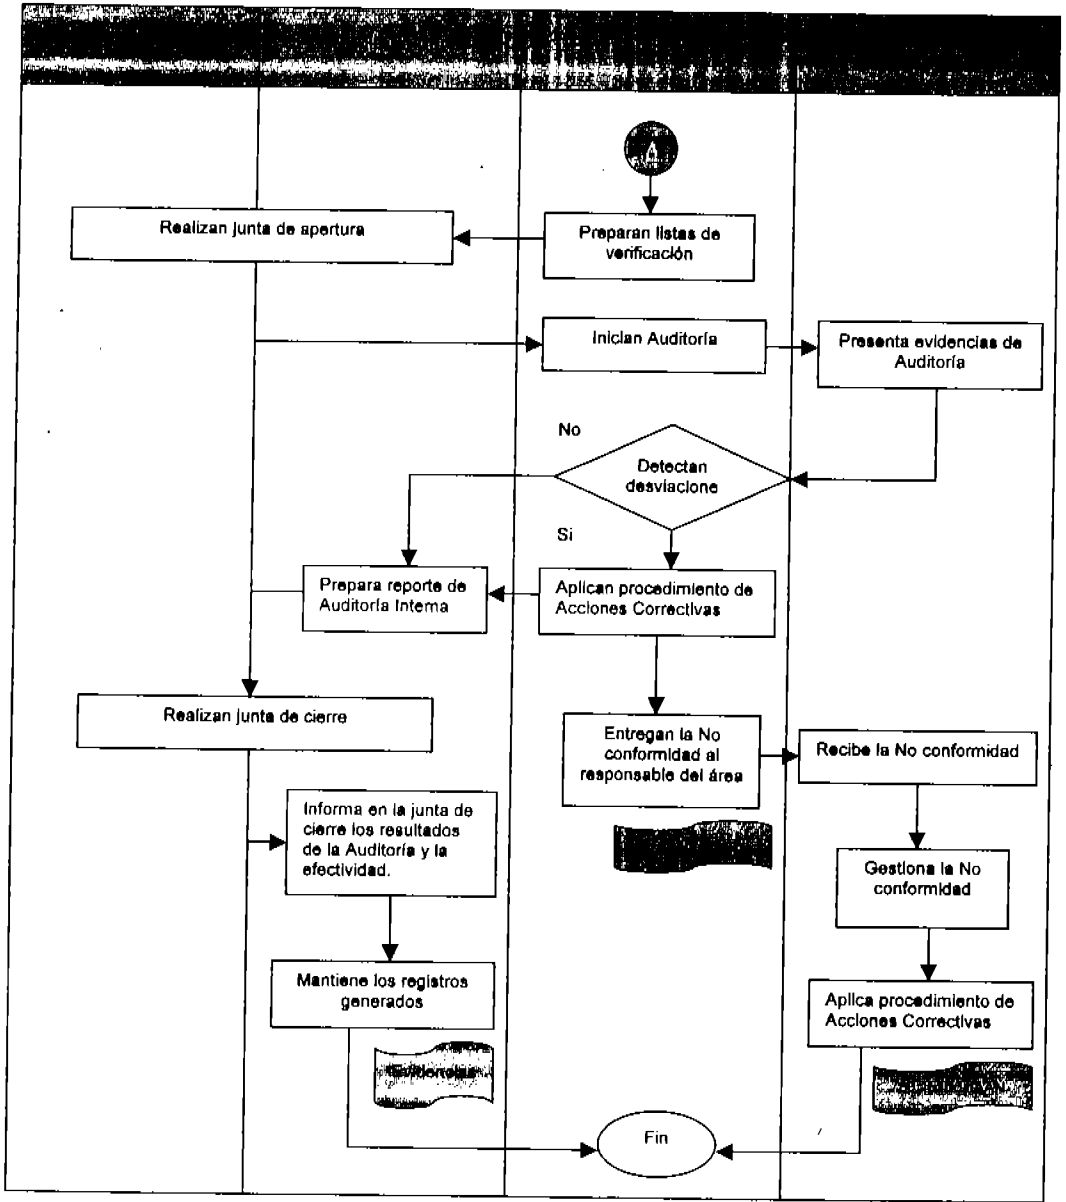 A
Realizan junta de apertura
Preparan listas de
verificación
Inician Auditoría
Presenta evidencias de
Auditoría
No
Detectan
desviacione
Si
Prepara reporte de
Auditoría Interna
Aplican procedimiento de
Acciones Correctivas
Realizan junta de cierre
Entregan la No
conformidad al
responsable del área
Recibe la No conformidad
Informa en la junta de
cierre los resultados
de la Auditoría y la
efectividad.
Gestiona la No
conformidad
Mantiene los registros
generados
Aplica procedimiento de
Acciones Correctivas
Fin